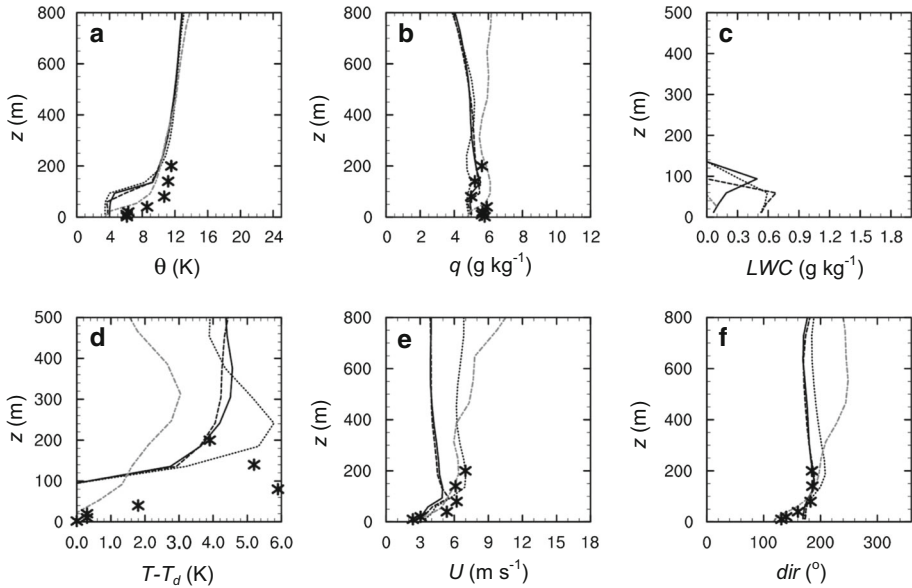 a
z (m)
800
600
400
200
0
0 4 8 12 16 20 24
θ (K)
b
z (m)
800
600
400
200
0
0 2 4 6 8 10 12
q (g kg⁻¹)
c
z (m)
500
400
300
200
100
0
0.0 0.3 0.6 0.9 1.2 1.5 1.8
LWC (g kg⁻¹)
d
z (m)
500
400
300
200
100
0
0.0 1.0 2.0 3.0 4.0 5.0 6.0
T-T_d (K)
e
z (m)
800
600
400
200
0
0 3 6 9 12 15 18
U (m s⁻¹)
f
z (m)
800
600
400
200
0
0 100 200 300
dir (°)